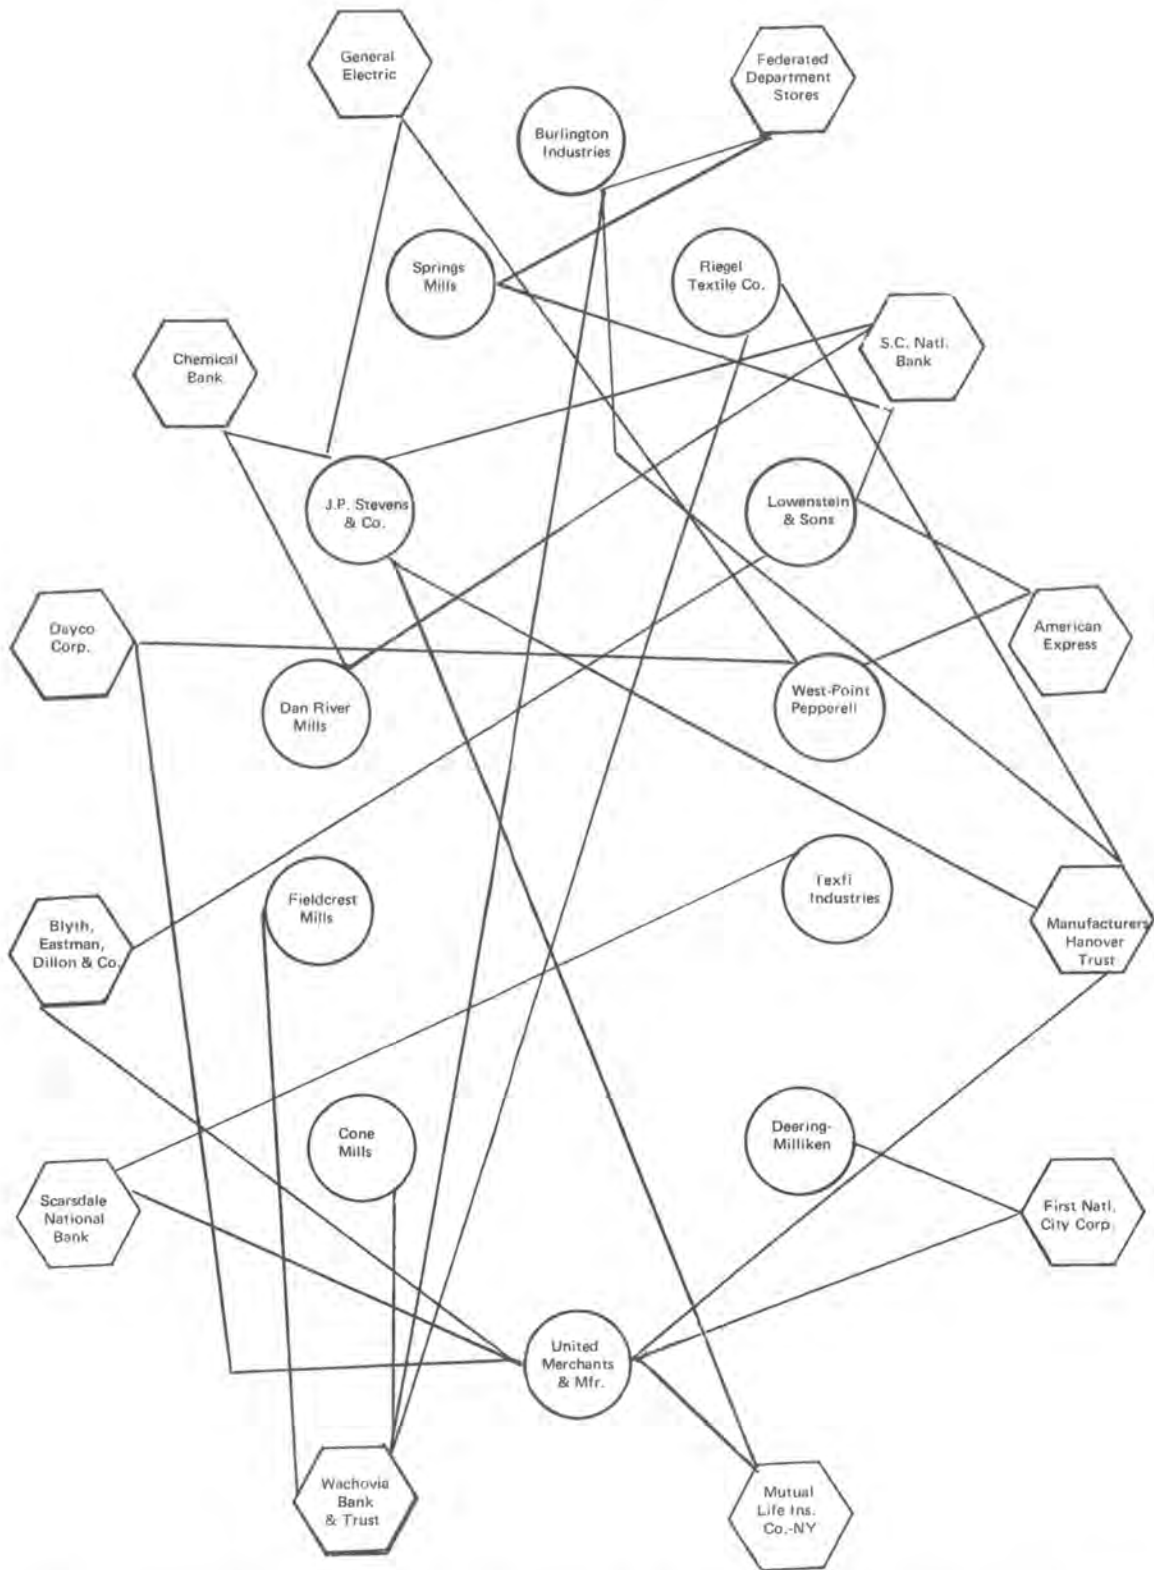 General
Electric
Federated
Department
Stores
Burlington
Industries
Springs
Mills
Riegel
Textile Co.
S.C. Natl.
Bank
Chemical
Bank
J.P. Stevens
& Co.
Lowenstein
& Sons
Dayco
Corp.
American
Express
Dan River
Mills
West-Point
Pepperell
Fieldcrest
Mills
Texfi
Industries
Blyth,
Eastman,
Dillon & Co.
Manufacturers
Hanover
Trust
Cone
Mills
Deering-
Milliken
Scarsdale
National
Bank
First Natl.
City Corp.
United
Merchants
& Mfr.
Wachovia
Bank
& Trust
Mutual
Life Ins.
Co.-NY